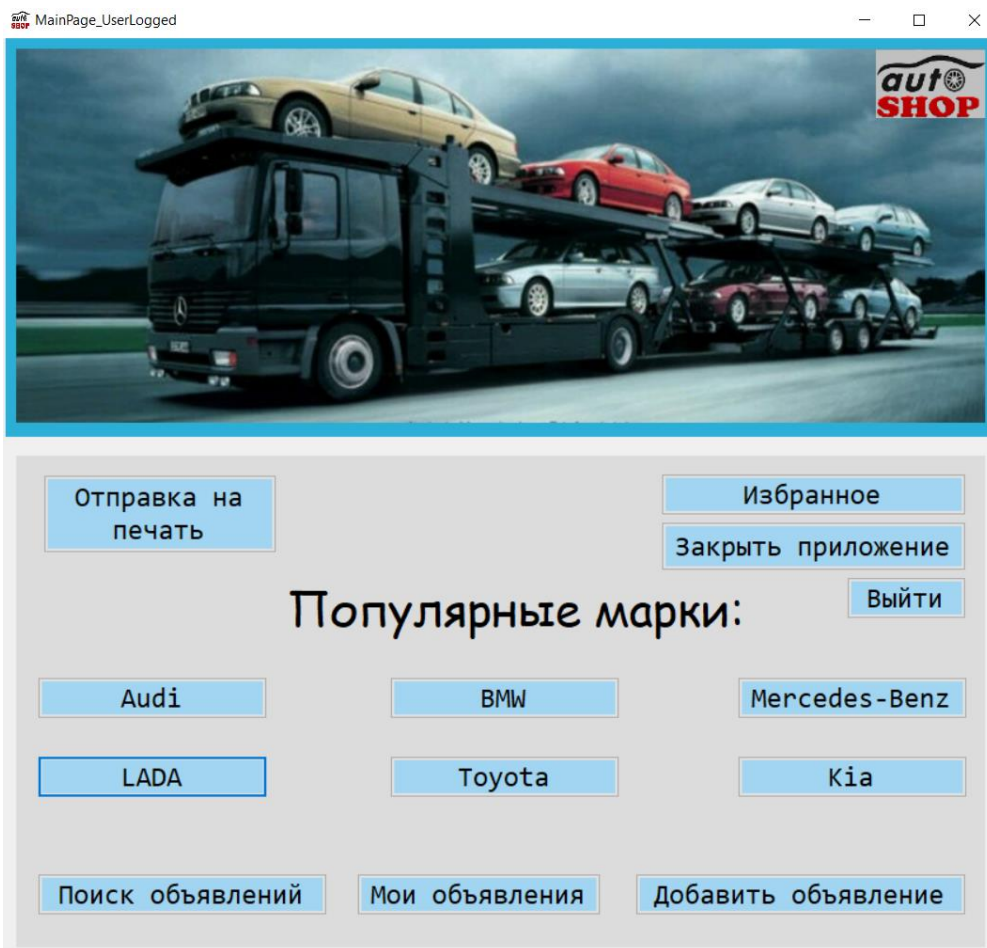 MainPage_UserLogged
auto
SHOP
Отправка на
печать
Избранное
Закрыть приложение
Выйти
Популярные марки:
Audi
BMW
Mercedes-Benz
LADA
Toyota
Kia
Поиск объявлений
Мои объявления
Добавить объявление